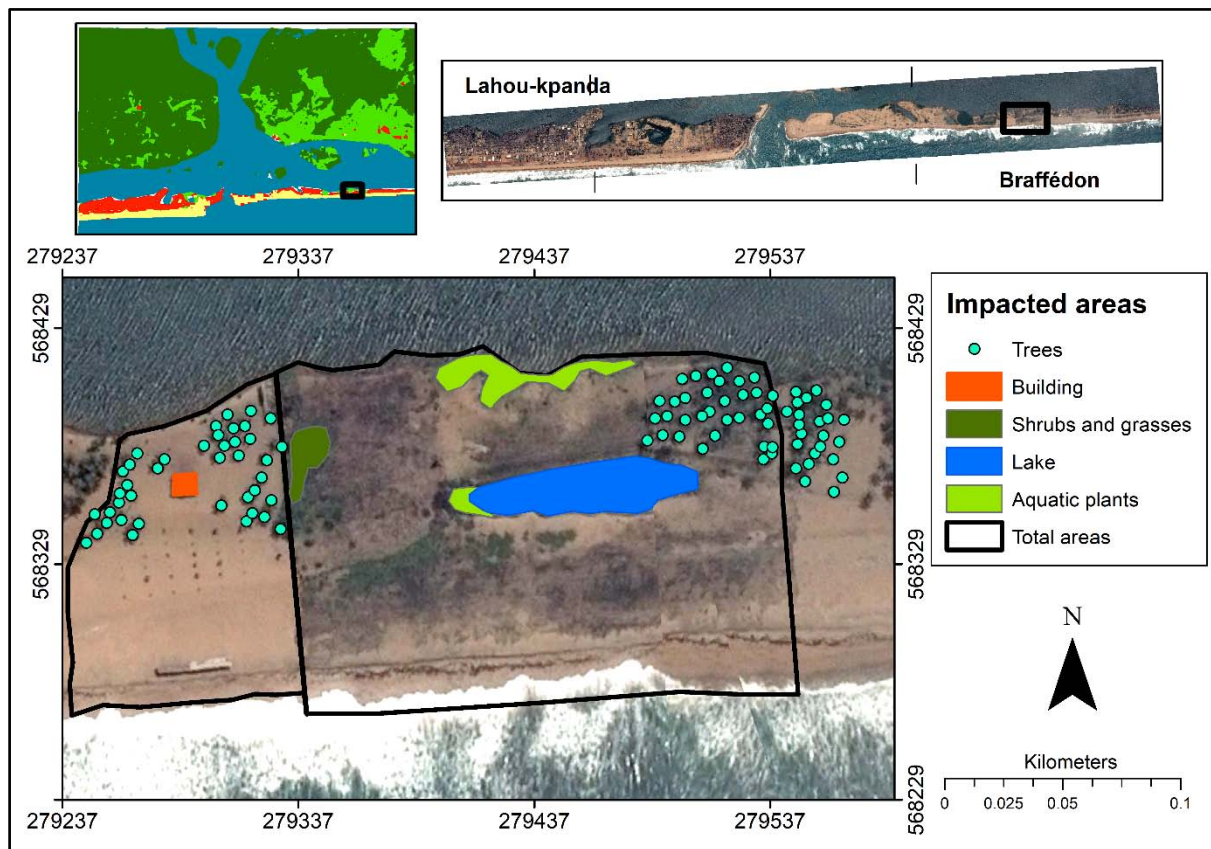 Lahou-kpanda
Braffédon
279237
279337
279437
279537
568429
568429
568329
568329
568229
568229
279237
279337
279437
279537
Impacted areas
Trees
Building
Shrubs and grasses
Lake
Aquatic plants
Total areas
N
Kilometers
0 0.025 0.05 0.1